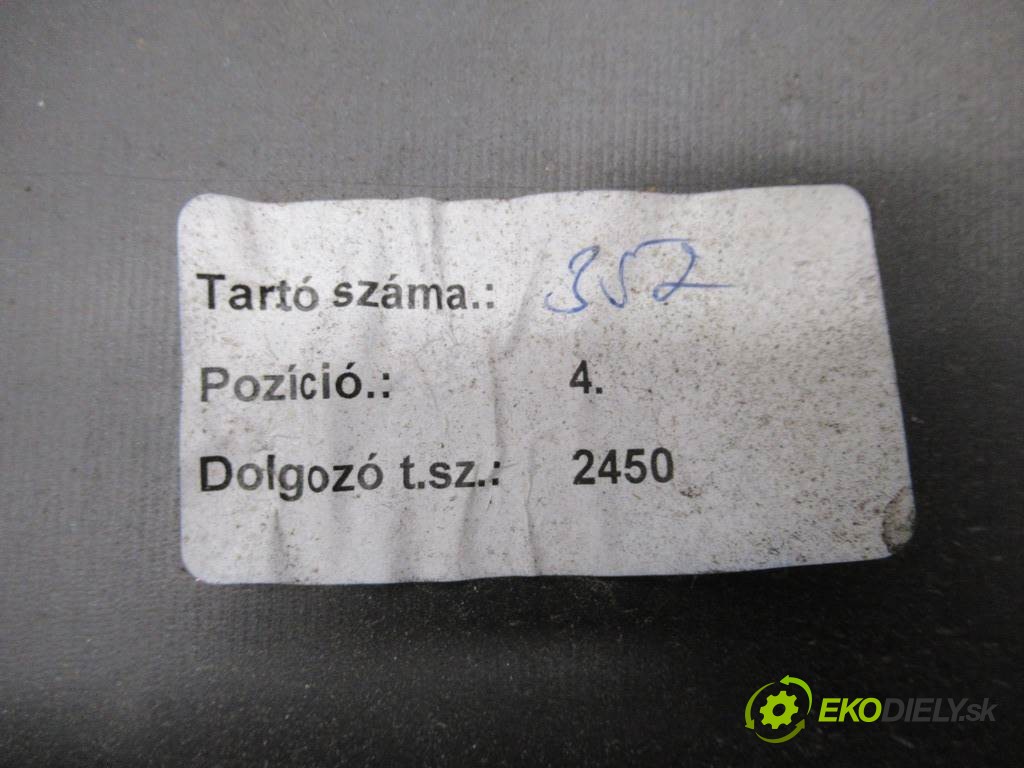 Tartó száma.: 352
Pozíció.: 4.
Dolgozó t.sz.: 2450
EKODIELY.sk